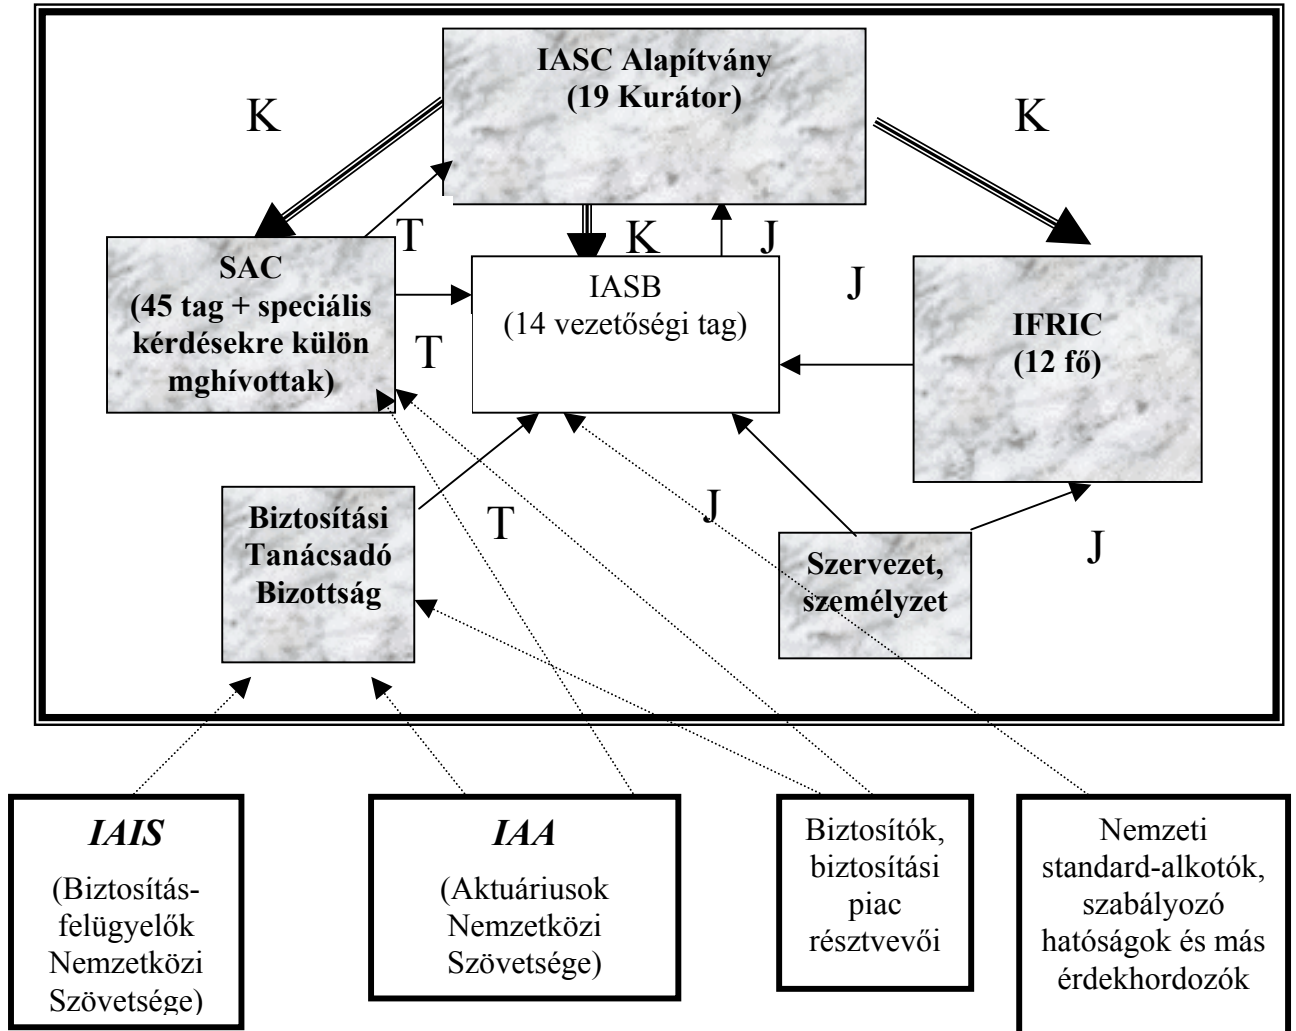 IASC Alapítvány
(19 Kurátor)
K
K
T
K
J
SAC
(45 tag + speciális
kérdésekre külön
mghívottak)
T
IASB
(14 vezetőségi tag)
J
IFRIC
(12 fő)
Biztosítási
Tanácsadó
Bizottság
T
J
Szervezet,
személyzet
J
IAIS
(Biztosítás-
felügyelők
Nemzetközi
Szövetsége)
IAA
(Aktuáriusok
Nemzetközi
Szövetsége)
Biztosítók,
biztosítási
piac
résztvevői
Nemzeti
standard-alkotók,
szabályozó
hatóságok és más
érdekhordozók